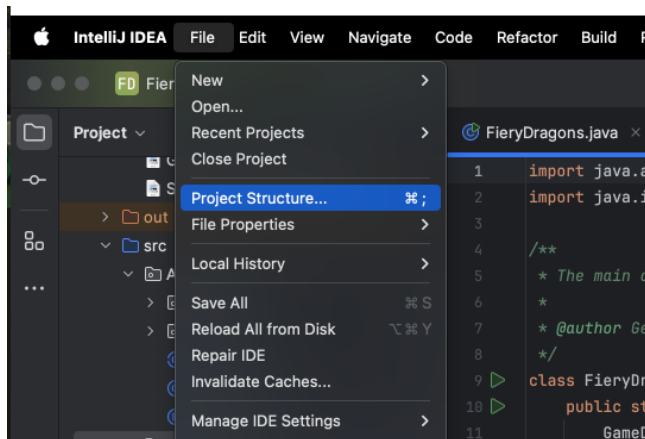 IntelliJ IDEA File Edit View Navigate Code Refactor Build
FD Fier
New
Open...
Recent Projects
Close Project
Project Structure... ⌘ ;
File Properties
Local History
Save All ⌘ S
Reload All from Disk ⌥ ⌘ Y
Repair IDE
Invalidate Caches...
Manage IDE Settings
Project
out
src
FieryDragons.java
1 import java.a
2 import java.i
3
4 /**
5 * The main
6 *
7 * @author Ge
8 */
9 class FieryDr
10 public st
11 GameD